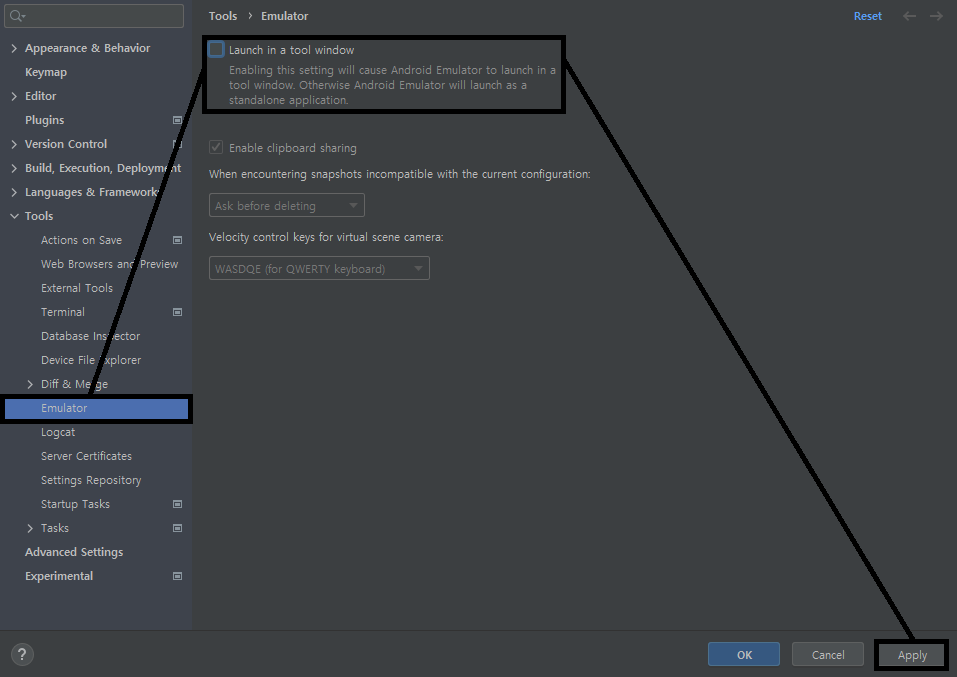 Appearance & Behavior
Keymap
Editor
Plugins
Version Control
Build, Execution, Deployment
Languages & Frameworks
Tools
Actions on Save
Web Browsers and Preview
External Tools
Terminal
Database Inspector
Device File Explorer
Diff & Merge
Emulator
Logcat
Server Certificates
Settings Repository
Startup Tasks
Tasks
Advanced Settings
Experimental
?
Tools › Emulator
Reset
Launch in a tool window
Enabling this setting will cause Android Emulator to launch in a
tool window. Otherwise Android Emulator will launch as a
standalone application.
Enable clipboard sharing
When encountering snapshots incompatible with the current configuration:
Ask before deleting
Velocity control keys for virtual scene camera:
WASDQE (for QWERTY keyboard)
OK
Cancel
Apply